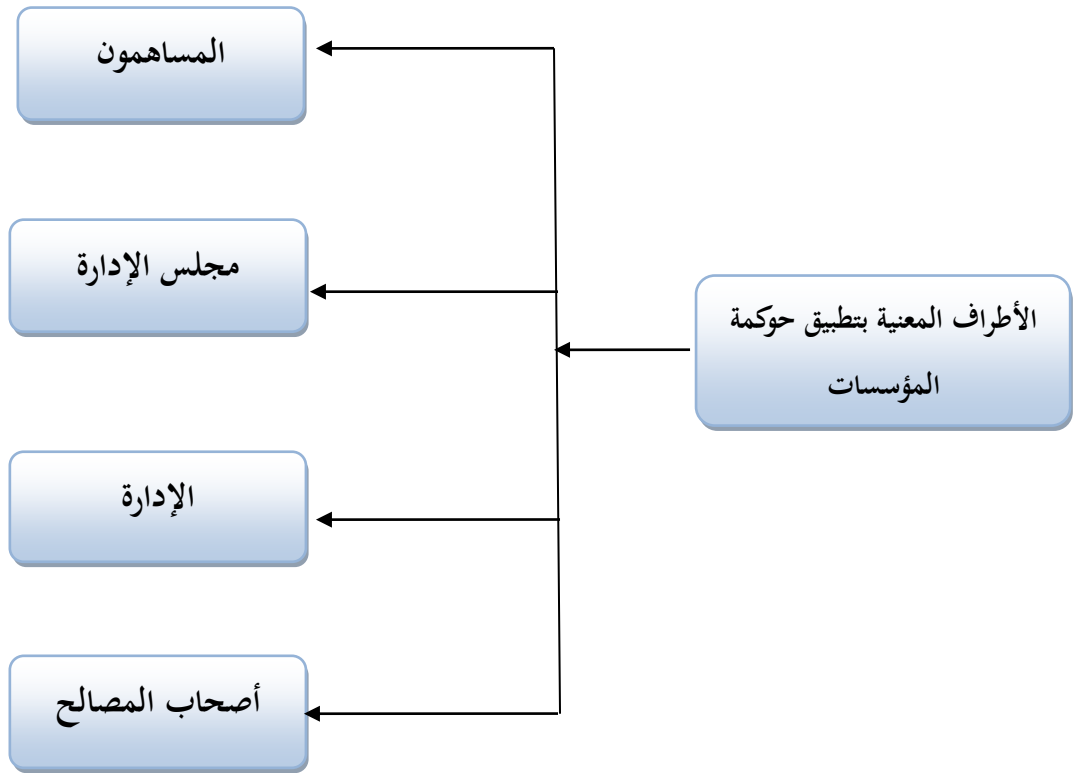 الأطراف المعنية بتطبيق حوكمة
المؤسسات
المساهمون
مجلس الإدارة
الإدارة
أصحاب المصالح